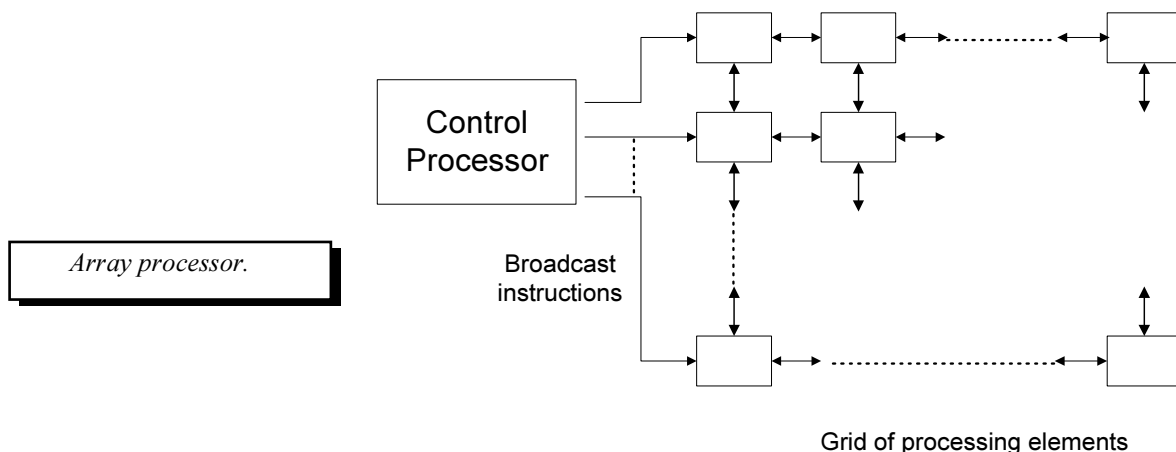 Control
Processor
Array processor.
Broadcast
instructions
Grid of processing elements